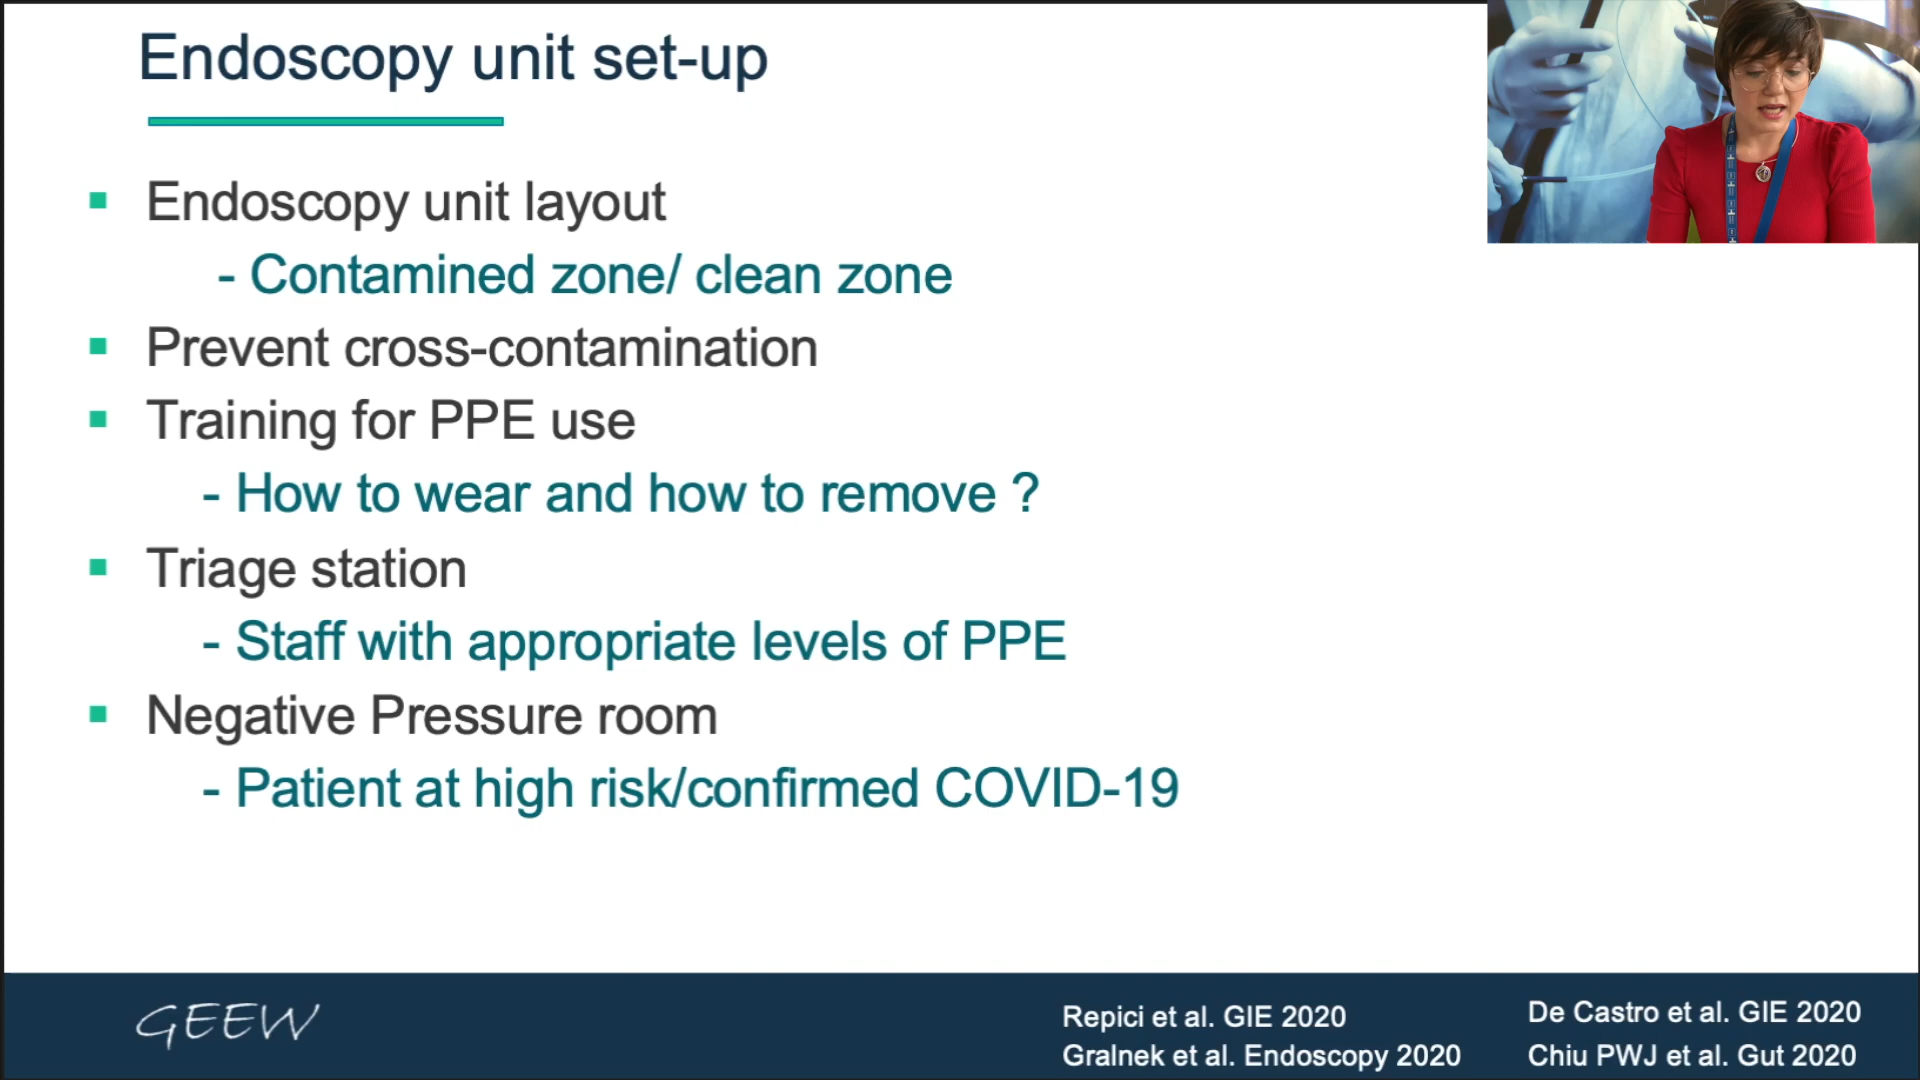 Endoscopy unit set-up
Endoscopy unit layout
- Contamined zone/ clean zone
Prevent cross-contamination
Training for PPE use
- How to wear and how to remove ?
Triage station
- Staff with appropriate levels of PPE
Negative Pressure room
- Patient at high risk/confirmed COVID-19
GEEW
Repici et al. GIE 2020
Gralnek et al. Endoscopy 2020
De Castro et al. GIE 2020
Chiu PWJ et al. Gut 2020